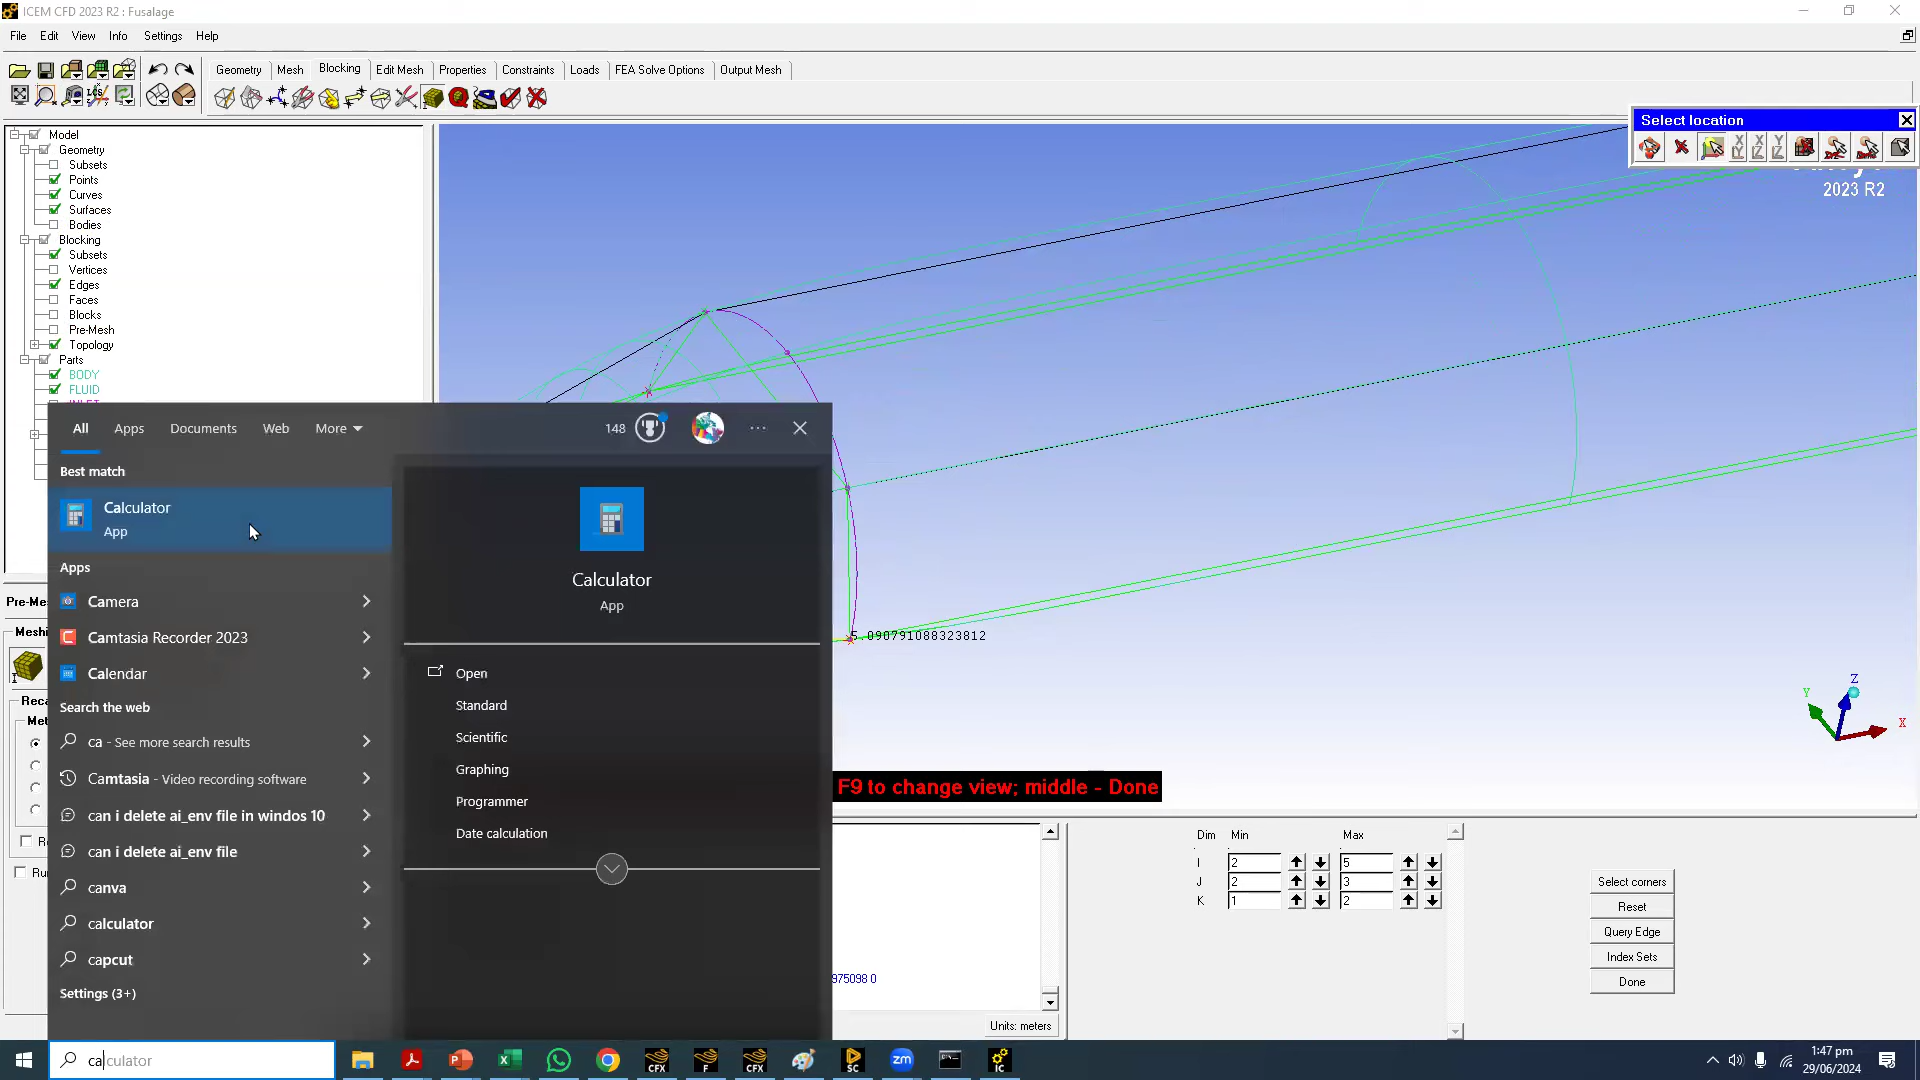 ICEM CFD 2023 R2 : Fusalage
File Edit View Info Settings Help
Geometry Mesh Blocking Edit Mesh Properties Constraints Loads FEA Solve Options Output Mesh
Select location
2023 R2
Model
Geometry
Subsets
Points
Curves
Surfaces
Bodies
Blocking
Subsets
Vertices
Edges
Faces
Blocks
Pre-Mesh
Topology
Parts
BODY
FLUID
All Apps Documents Web More 148
Best match
Calculator
App
Apps
Camera
Camtasia Recorder 2023
Calendar
Search the web
ca - See more search results
Camtasia - Video recording software
can i delete ai_env file in windos 10
can i delete ai_env file
canva
calculator
capcut
Settings (3+)
Calculator
App
Open
Standard
Scientific
Graphing
Programmer
Date calculation
5.090791088323812
Z
Y
X
F9 to change view; middle - Done
Dim Min Max
I 2 5
J 2 3
K 1 2
Select corners
Reset
Query Edge
Index Sets
Done
975098 0
Units: meters
calculator
1:47 pm
29/06/2024